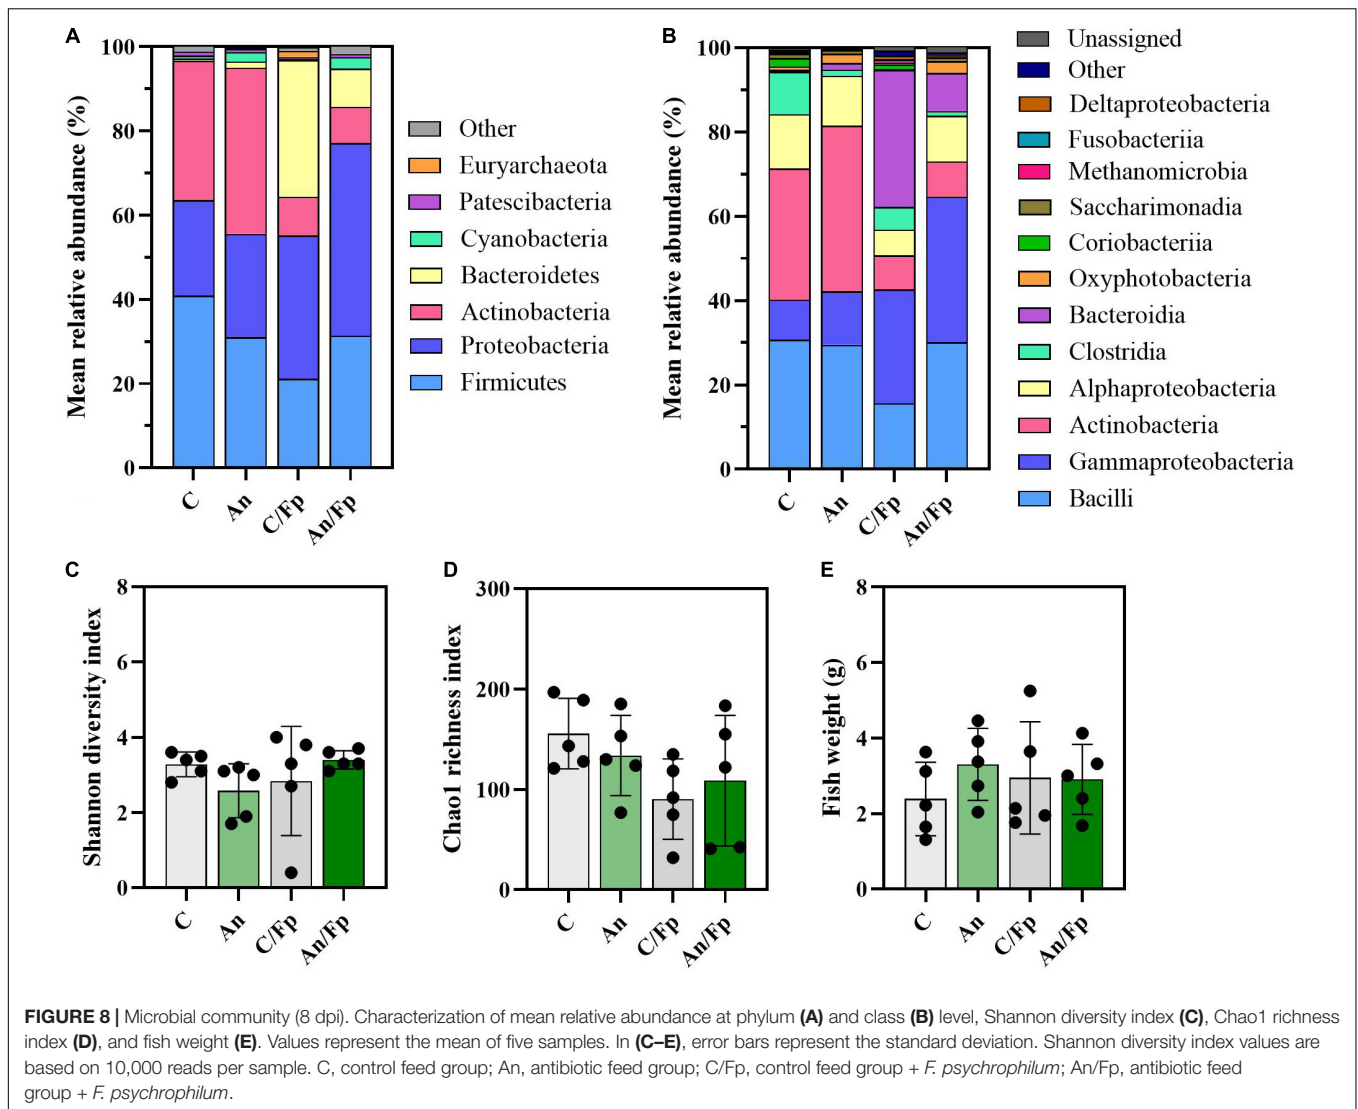 A
Mean relative abundance (%)
100
80
60
40
20
0
C
An
C/Fp
An/Fp
Other
Euryarchaeota
Patescibacteria
Cyanobacteria
Bacteroidetes
Actinobacteria
Proteobacteria
Firmicutes
B
Mean relative abundance (%)
100
80
60
40
20
0
C
An
C/Fp
An/Fp
Unassigned
Other
Deltaproteobacteria
Fusobacteriia
Methanomicrobia
Saccharimonadia
Coriobacteriia
Oxyphotobacteria
Bacteroidia
Clostridia
Alphaproteobacteria
Actinobacteria
Gammaproteobacteria
Bacilli
C
Shannon diversity index
8
6
4
2
0
C
An
C/Fp
An/Fp
D
Chao1 richness index
300
200
100
0
C
An
C/Fp
An/Fp
E
Fish weight (g)
8
6
4
2
0
C
An
C/Fp
An/Fp
FIGURE 8 | Microbial community (8 dpi). Characterization of mean relative abundance at phylum (A) and class (B) level, Shannon diversity index (C), Chao1 richness
index (D), and fish weight (E). Values represent the mean of five samples. In (C–E), error bars represent the standard deviation. Shannon diversity index values are
based on 10,000 reads per sample. C, control feed group; An, antibiotic feed group; C/Fp, control feed group + F. psychrophilum; An/Fp, antibiotic feed
group + F. psychrophilum.